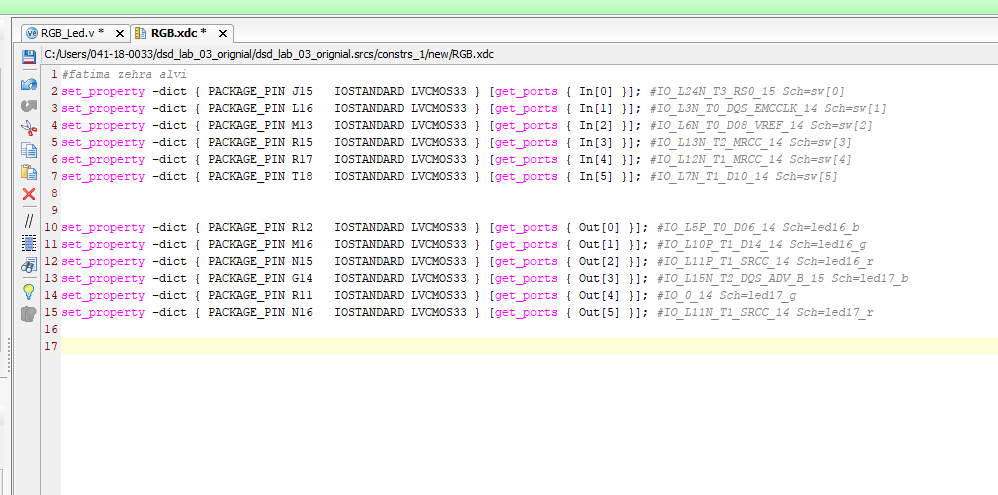 RGB_Led.v * RGB.xdc *
C:/Users/041-18-0033/dsd_lab_03_orignial/dsd_lab_03_orignial.srcs/constrs_1/new/RGB.xdc
1 #fatima zehra alvi
2 set_property -dict { PACKAGE_PIN J15 IOSTANDARD LVCMOS33 } [get_ports { In[0] }]; #IO_L24N_T3_RS0_15 Sch=sw[0]
3 set_property -dict { PACKAGE_PIN L16 IOSTANDARD LVCMOS33 } [get_ports { In[1] }]; #IO_L3N_T0_DQS_EMCCLK_14 Sch=sw[1]
4 set_property -dict { PACKAGE_PIN M13 IOSTANDARD LVCMOS33 } [get_ports { In[2] }]; #IO_L6N_T0_D08_VREF_14 Sch=sw[2]
5 set_property -dict { PACKAGE_PIN R15 IOSTANDARD LVCMOS33 } [get_ports { In[3] }]; #IO_L13N_T2_MRCC_14 Sch=sw[3]
6 set_property -dict { PACKAGE_PIN R17 IOSTANDARD LVCMOS33 } [get_ports { In[4] }]; #IO_L12N_T1_MRCC_14 Sch=sw[4]
7 set_property -dict { PACKAGE_PIN T18 IOSTANDARD LVCMOS33 } [get_ports { In[5] }]; #IO_L7N_T1_D10_14 Sch=sw[5]
8
9
10 set_property -dict { PACKAGE_PIN R12 IOSTANDARD LVCMOS33 } [get_ports { Out[0] }]; #IO_L5P_T0_D06_14 Sch=led16_b
11 set_property -dict { PACKAGE_PIN M16 IOSTANDARD LVCMOS33 } [get_ports { Out[1] }]; #IO_L10P_T1_D14_14 Sch=led16_g
12 set_property -dict { PACKAGE_PIN N15 IOSTANDARD LVCMOS33 } [get_ports { Out[2] }]; #IO_L11P_T1_SRCC_14 Sch=led16_r
13 set_property -dict { PACKAGE_PIN G14 IOSTANDARD LVCMOS33 } [get_ports { Out[3] }]; #IO_L15N_T2_DQS_ADV_B_15 Sch=led17_b
14 set_property -dict { PACKAGE_PIN R11 IOSTANDARD LVCMOS33 } [get_ports { Out[4] }]; #IO_0_14 Sch=led17_g
15 set_property -dict { PACKAGE_PIN N16 IOSTANDARD LVCMOS33 } [get_ports { Out[5] }]; #IO_L11N_T1_SRCC_14 Sch=led17_r
16
17